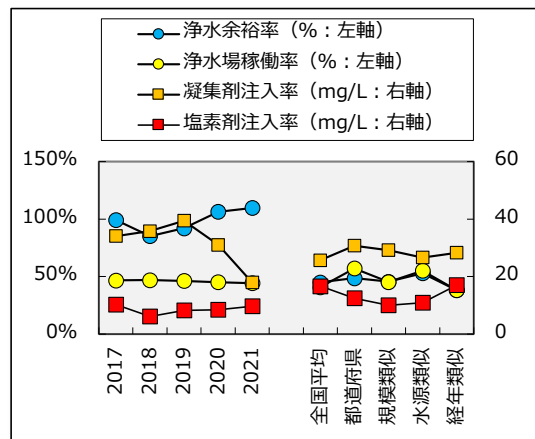 浄水余裕率（%：左軸）
浄水場稼働率（%：左軸）
凝集剤注入率（mg/L：右軸）
塩素剤注入率（mg/L：右軸）
150%
100%
50%
0%
60
40
20
0
2017
2018
2019
2020
2021
全国平均
都道府県
規模類似
水源類似
経年類似